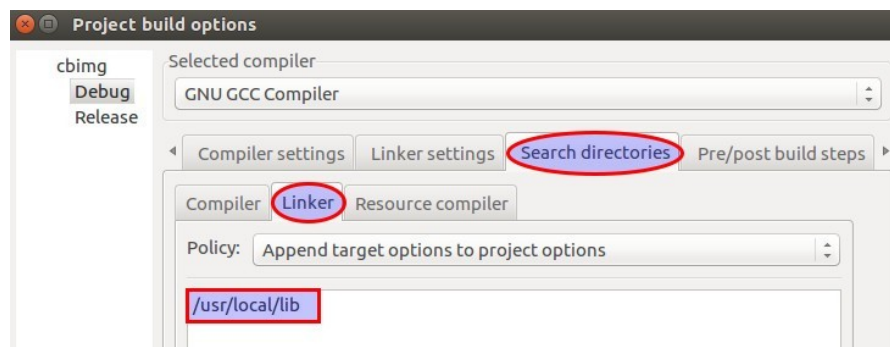 Project build options
cbimg
Debug
Release
Selected compiler
GNU GCC Compiler
Compiler settings Linker settings Search directories Pre/post build steps
Compiler Linker Resource compiler
Policy: Append target options to project options
/usr/local/lib